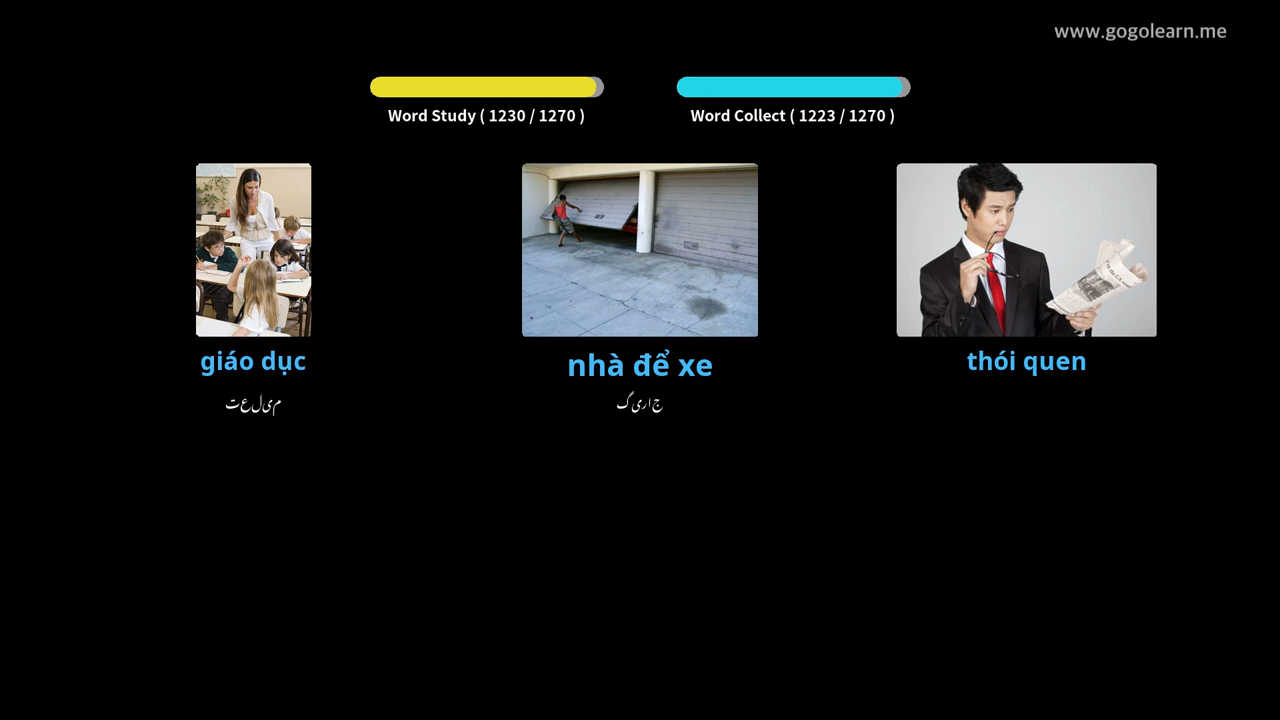 www.gogolearn.me
Word Study ( 1230 / 1270 )
Word Collect ( 1223 / 1270 )
giáo dục
nhà để xe
thói quen
تعلیم
گیراج